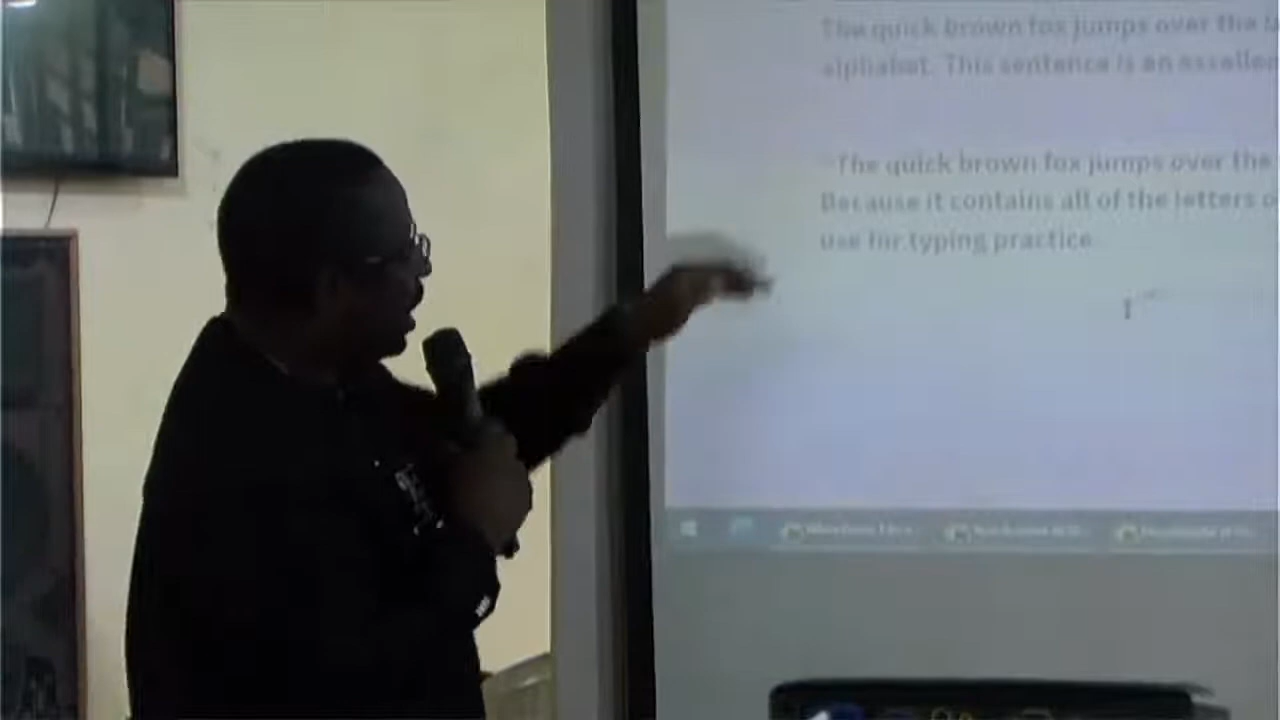 The quick brown fox jumps over the
alphabet. This sentence is an excellen
The quick brown fox jumps over the
Because it contains all of the letters o
use for typing practice